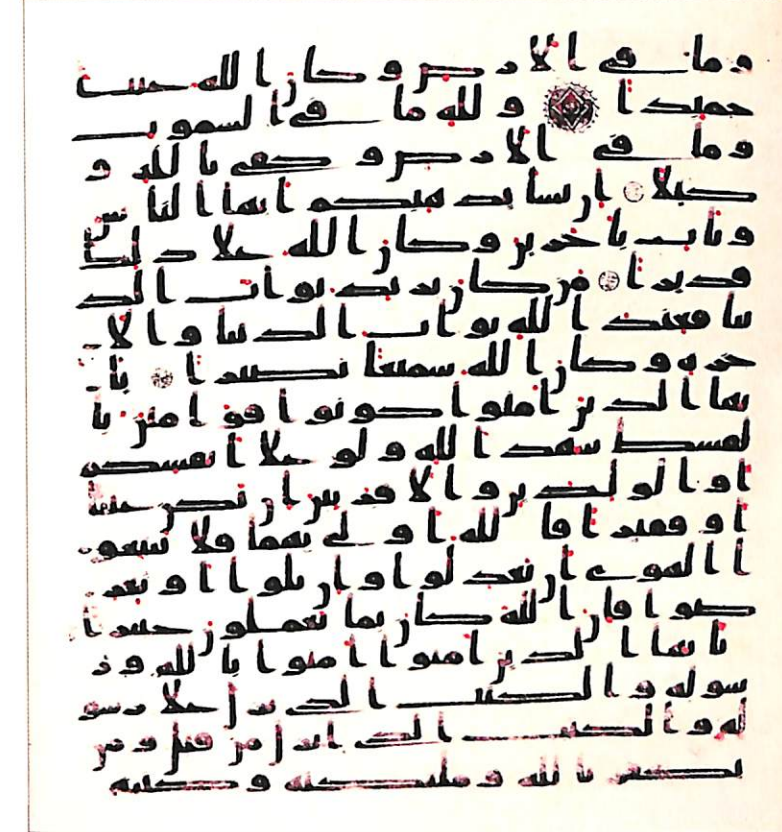 وما في الارض وكان الله غنيا
حميدا ولله ما في السموت
وما في الارض وكفى بالله و
كيلا ان يشا يذهبكم ايها الناس
ويات باخرين وكان الله على ذلك
قديرا من كان يريد ثواب الد
نيا فعند الله ثواب الدنيا والا
خره وكان الله سميعا بصيرا يا
يها الذين امنوا كونوا قومين با
لقسط شهدا لله ولو على انفسكم
او الولدين والاقربين ان يكن غنيا
او فقيرا فالله اولى بهما فلا تتبعو
ا الهوى ان تعدلوا وان تلوا او تعر
ضوا فان الله كان بما تعملون خبيرا
يايها الذين امنوا امنوا بالله ور
سوله والكتب الذي نزل على رسو
له والكتب الذي انزل من قبل ومن
يكفر بالله وملئكته وكتبه